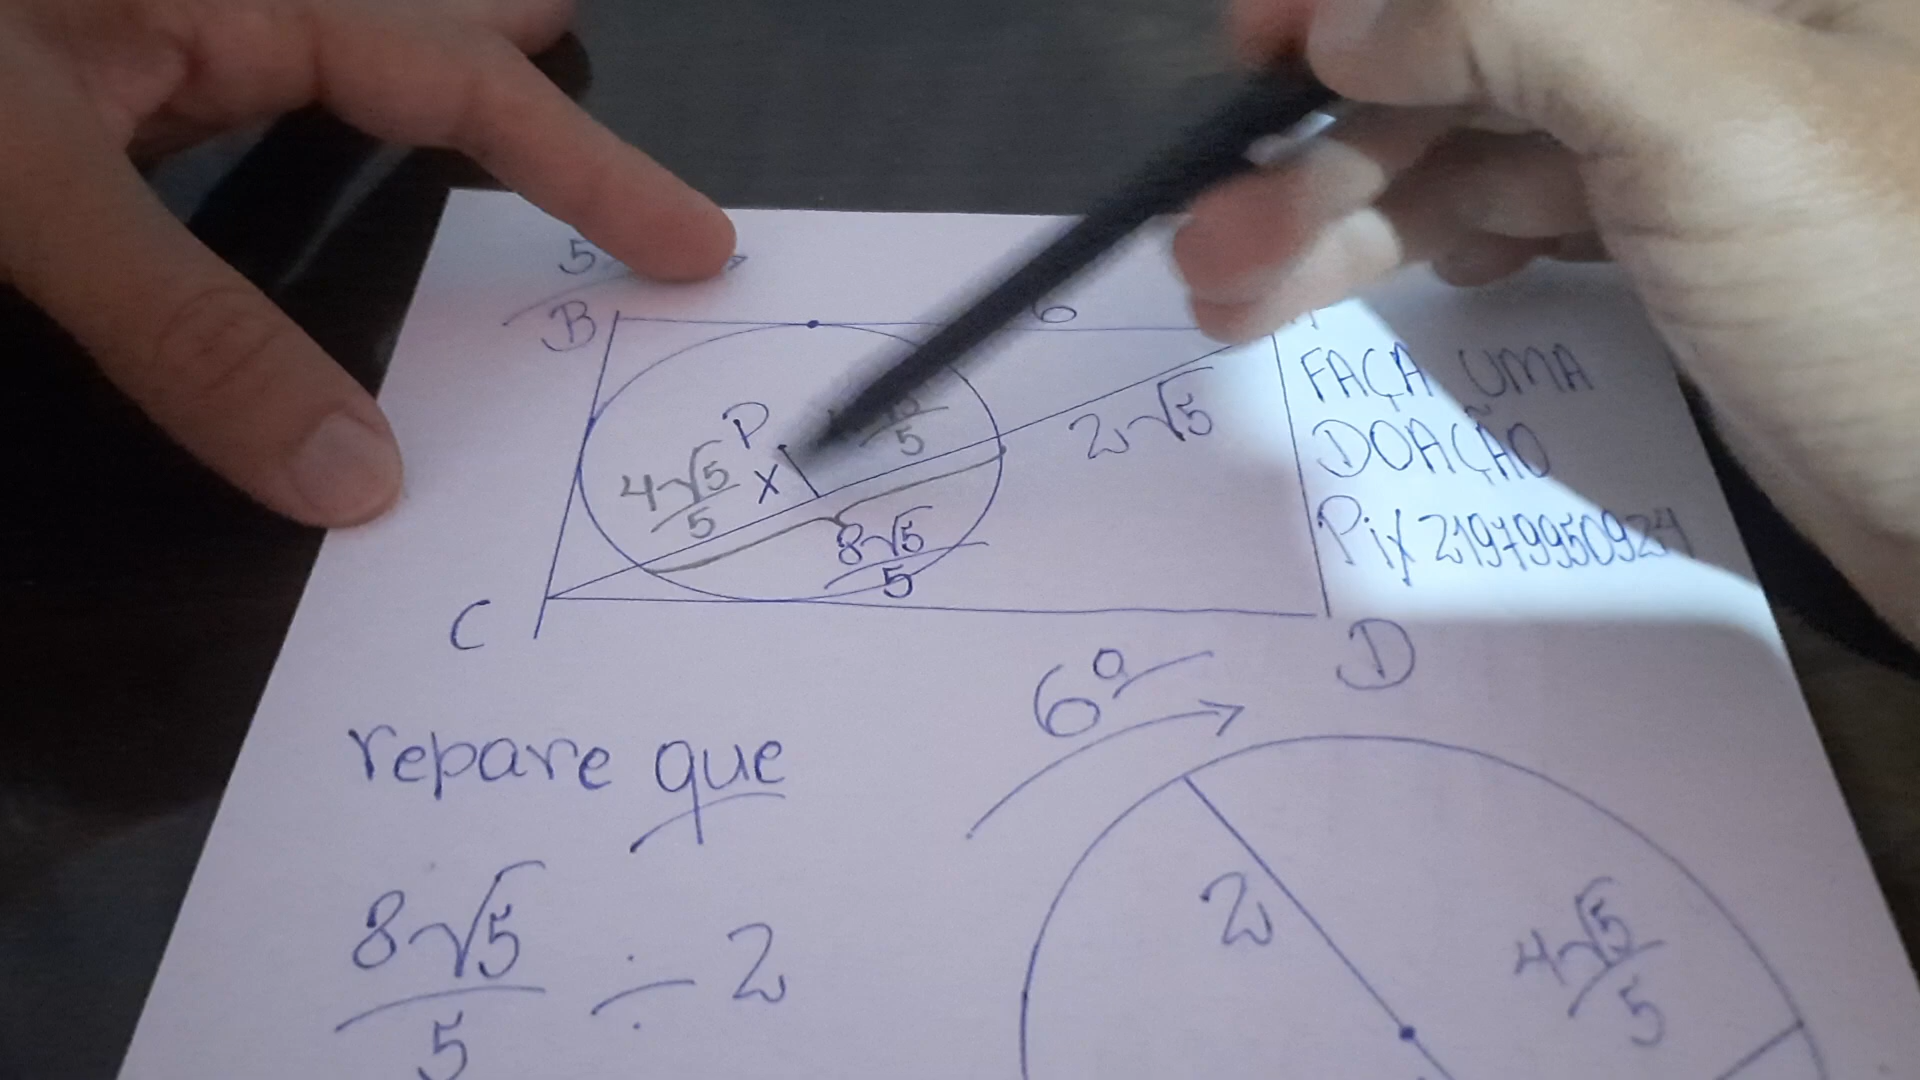 5
B
6
FAÇA UMA
DOAÇÃO
P
2√5
4√5/5
x
5
8√5/5
C
D
6º
repare que
8√5/5 ÷ 2
2
4√5/5